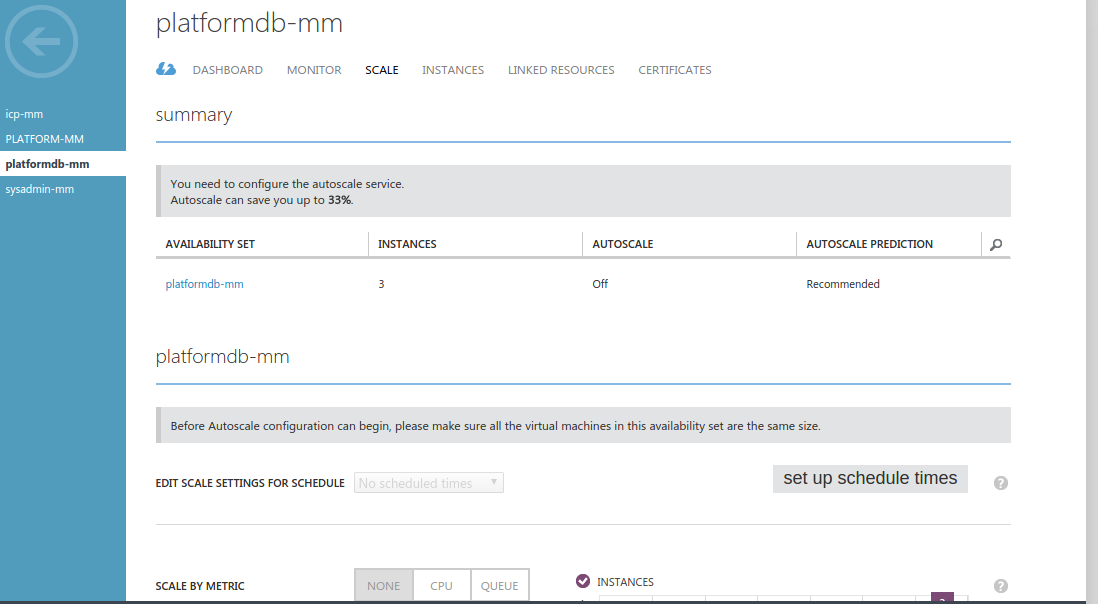 platformdb-mm
DASHBOARD MONITOR SCALE INSTANCES LINKED RESOURCES CERTIFICATES
icp-mm
PLATFORM-MM
platformdb-mm
sysadmin-mm
summary
You need to configure the autoscale service.
Autoscale can save you up to 33%.
AVAILABILITY SET INSTANCES AUTOSCALE AUTOSCALE PREDICTION
platformdb-mm 3 Off Recommended
platformdb-mm
Before Autoscale configuration can begin, please make sure all the virtual machines in this availability set are the same size.
EDIT SCALE SETTINGS FOR SCHEDULE No scheduled times set up schedule times ?
SCALE BY METRIC NONE CPU QUEUE INSTANCES ?